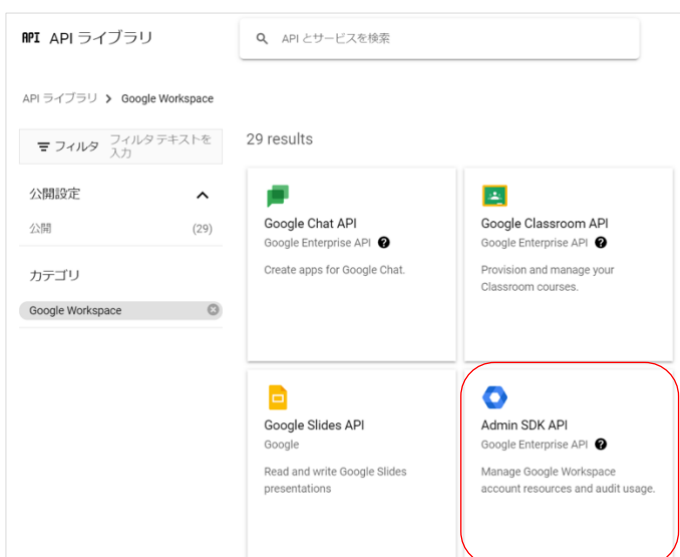 API API ライブラリ
API とサービスを検索
API ライブラリ > Google Workspace
フィルタ フィルタ テキストを
入力
公開設定
公開 (29)
カテゴリ
Google Workspace
29 results
Google Chat API
Google Enterprise API ?
Create apps for Google Chat.
Google Classroom API
Google Enterprise API ?
Provision and manage your
Classroom courses.
Google Slides API
Google
Read and write Google Slides
presentations
Admin SDK API
Google Enterprise API ?
Manage Google Workspace
account resources and audit usage.